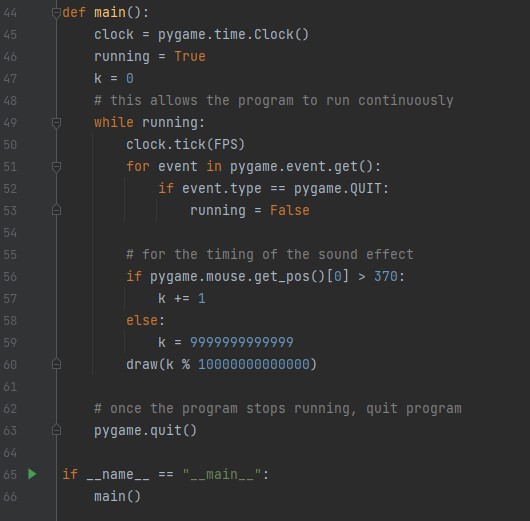 44 def main():
45 clock = pygame.time.Clock()
46 running = True
47 k = 0
48 # this allows the program to run continuously
49 while running:
50 clock.tick(FPS)
51 for event in pygame.event.get():
52 if event.type == pygame.QUIT:
53 running = False
54
55 # for the timing of the sound effect
56 if pygame.mouse.get_pos()[0] > 370:
57 k += 1
58 else:
59 k = 9999999999999
60 draw(k % 10000000000000)
61
62 # once the program stops running, quit program
63 pygame.quit()
64
65 if __name__ == "__main__":
66 main()